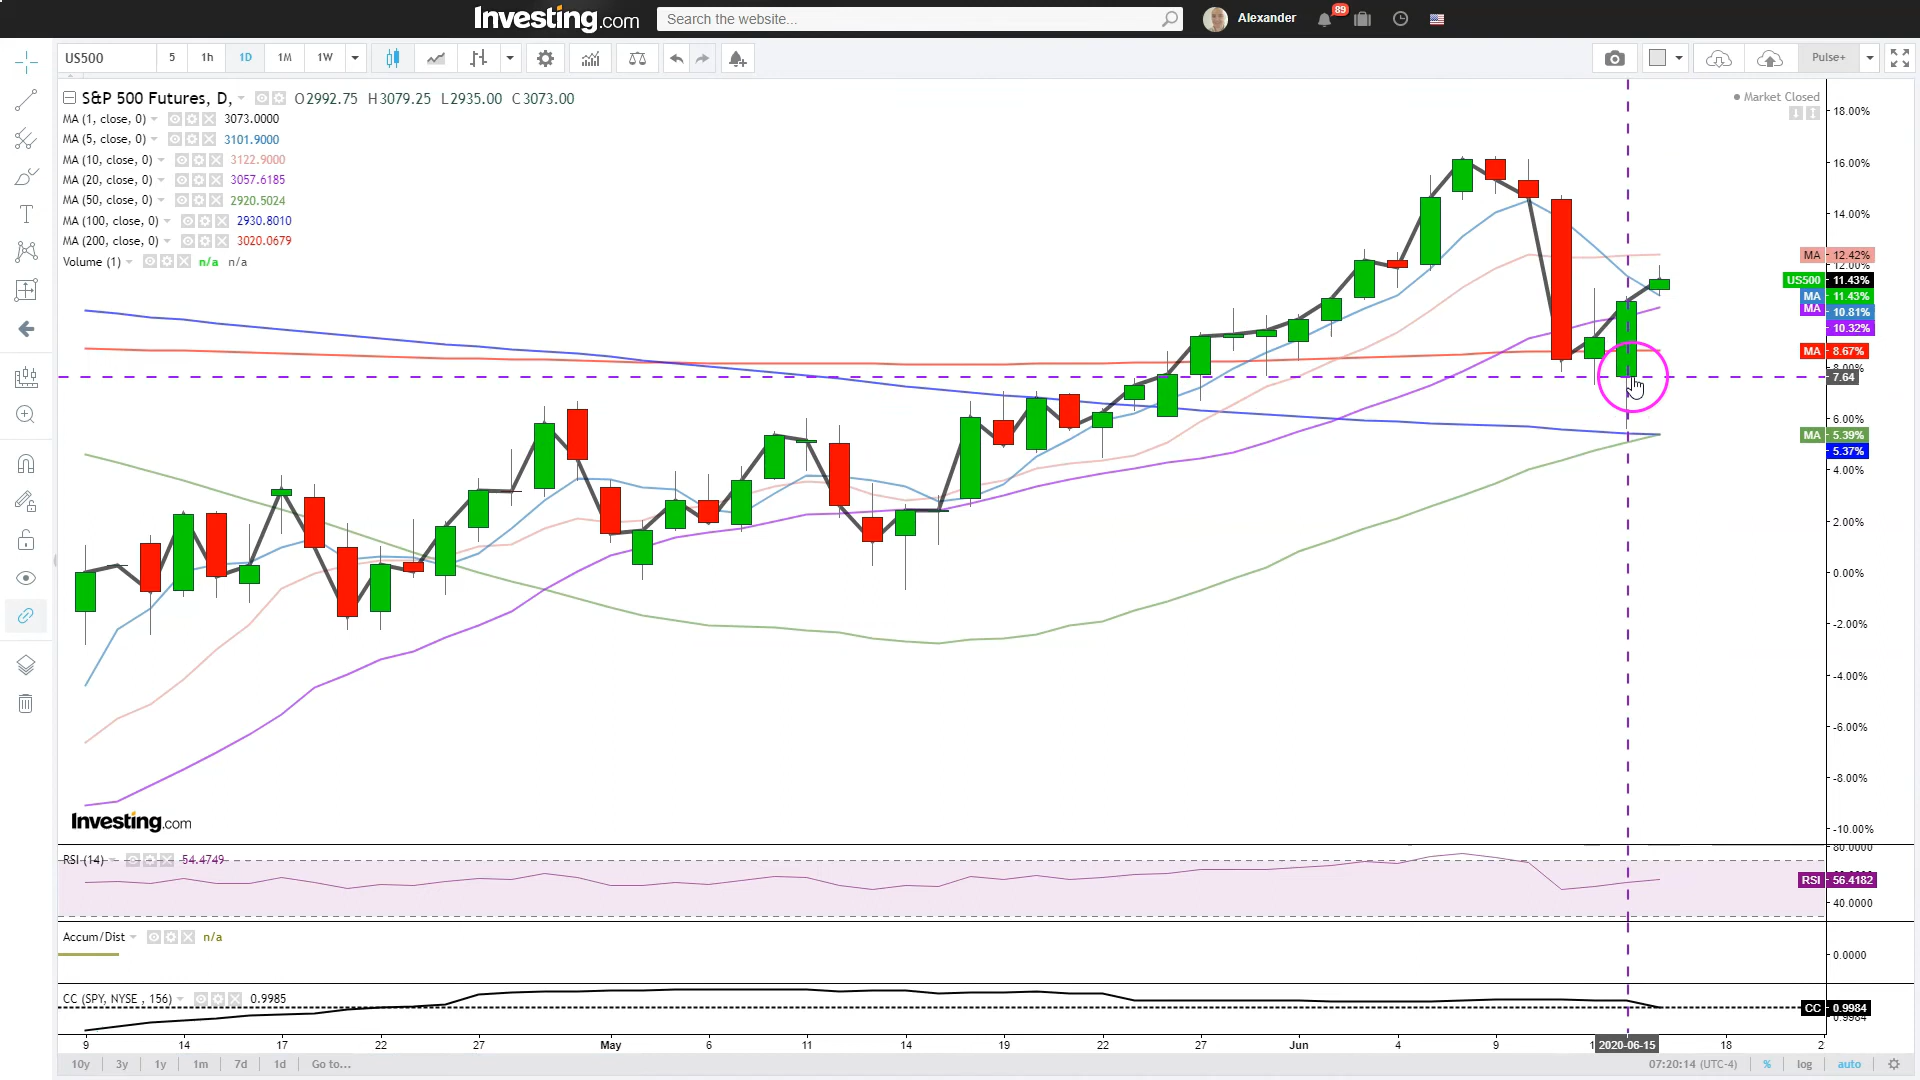 Investing.com
Search the website...
Alexander
89
US500
5
1h
1D
1M
1W
Pulse+
S&P 500 Futures, D, O2992.75 H3079.25 L2935.00 C3073.00
Market Closed
MA (1, close, 0) 3073.0000
MA (5, close, 0) 3101.9000
MA (10, close, 0) 3122.9000
MA (20, close, 0) 3057.6185
MA (50, close, 0) 2920.5024
MA (100, close, 0) 2930.8010
MA (200, close, 0) 3020.0679
Volume (1) n/a n/a
18.00%
16.00%
14.00%
MA 12.42%
12.00%
US500 11.43%
MA 11.43%
MA 10.81%
10.32%
MA 8.67%
8.00%
7.64
6.00%
MA 5.39%
5.37%
4.00%
2.00%
0.00%
-2.00%
-4.00%
-6.00%
-8.00%
-10.00%
Investing.com
RSI (14) 54.4749
80.0000
RSI 56.4182
40.0000
Accum/Dist n/a
0.0000
CC (SPY, NYSE , 156) 0.9985
CC 0.9984
0.9984
9 14 17 22 27 May 6 11 14 19 22 27 Jun 4 9 1 2020-06-15 18 2
10y 3y 1y 1m 7d 1d Go to...
07:20:14 (UTC-4) % log auto